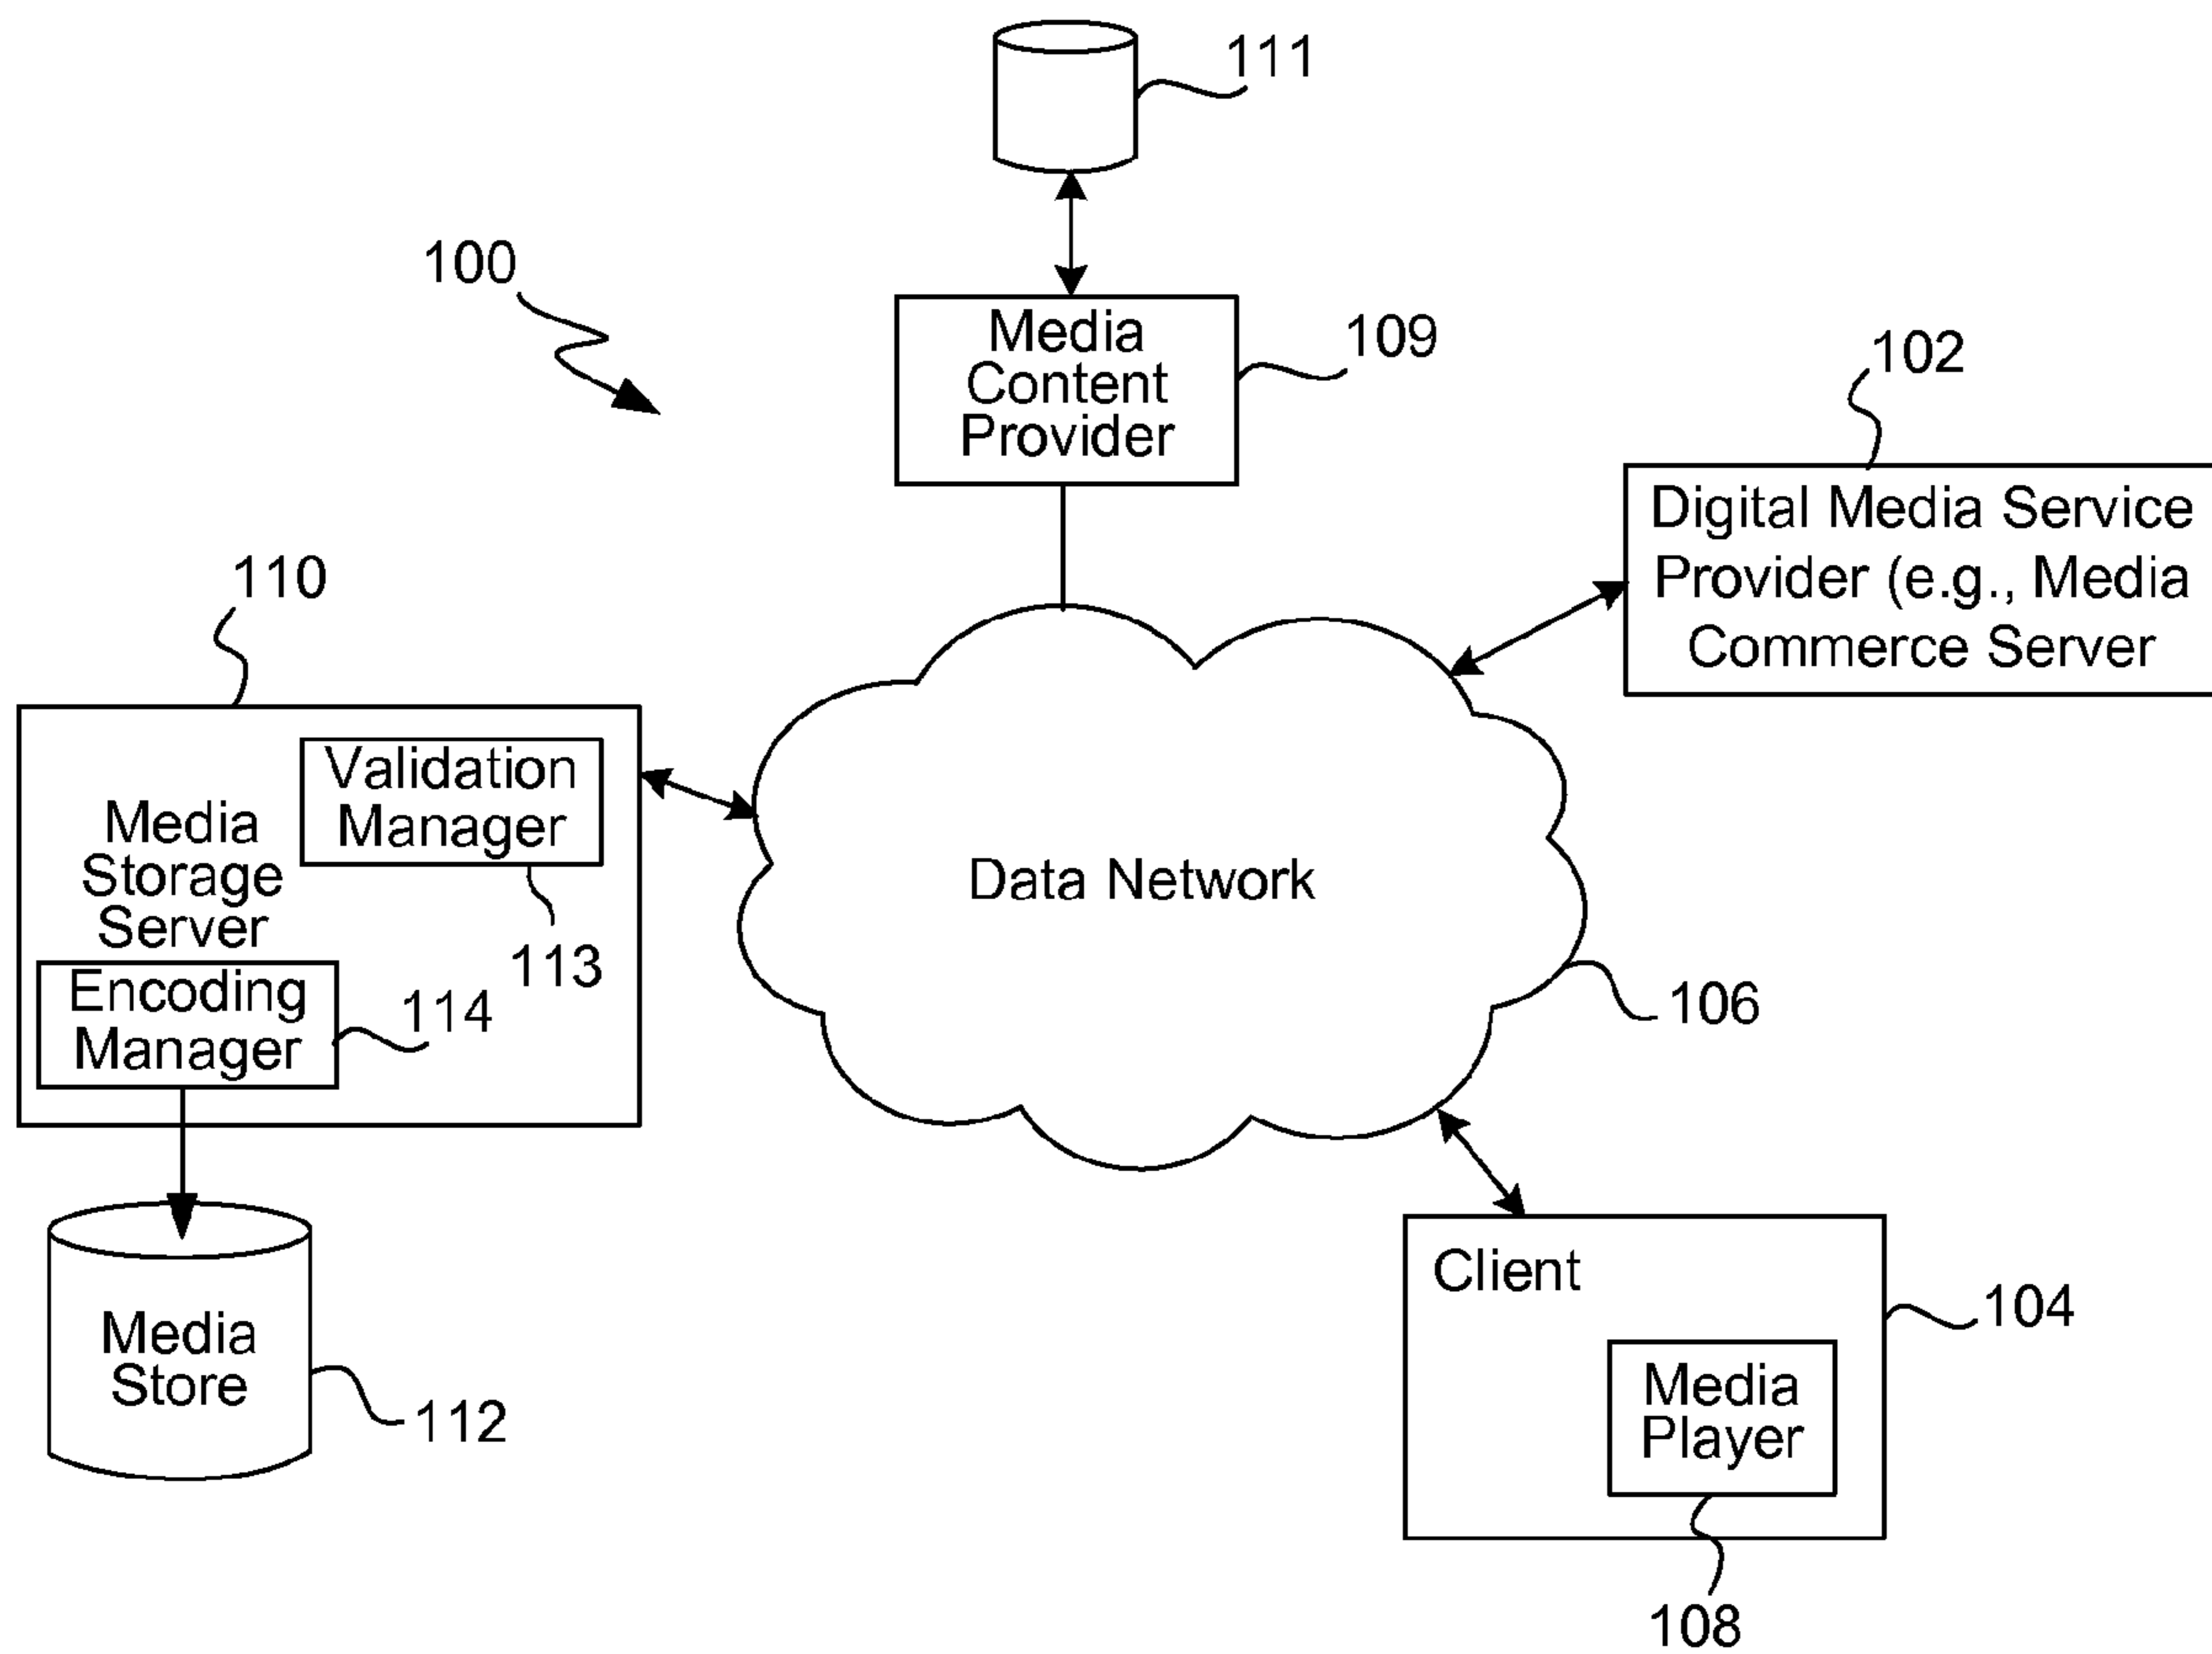 111
100
Media
Content
Provider
109
102
Digital Media Service
Provider (e.g., Media
Commerce Server
110
Validation
Manager
Media
Storage
Server
113
Encoding
Manager
114
Data Network
106
Media
Store
112
Client
104
Media
Player
108